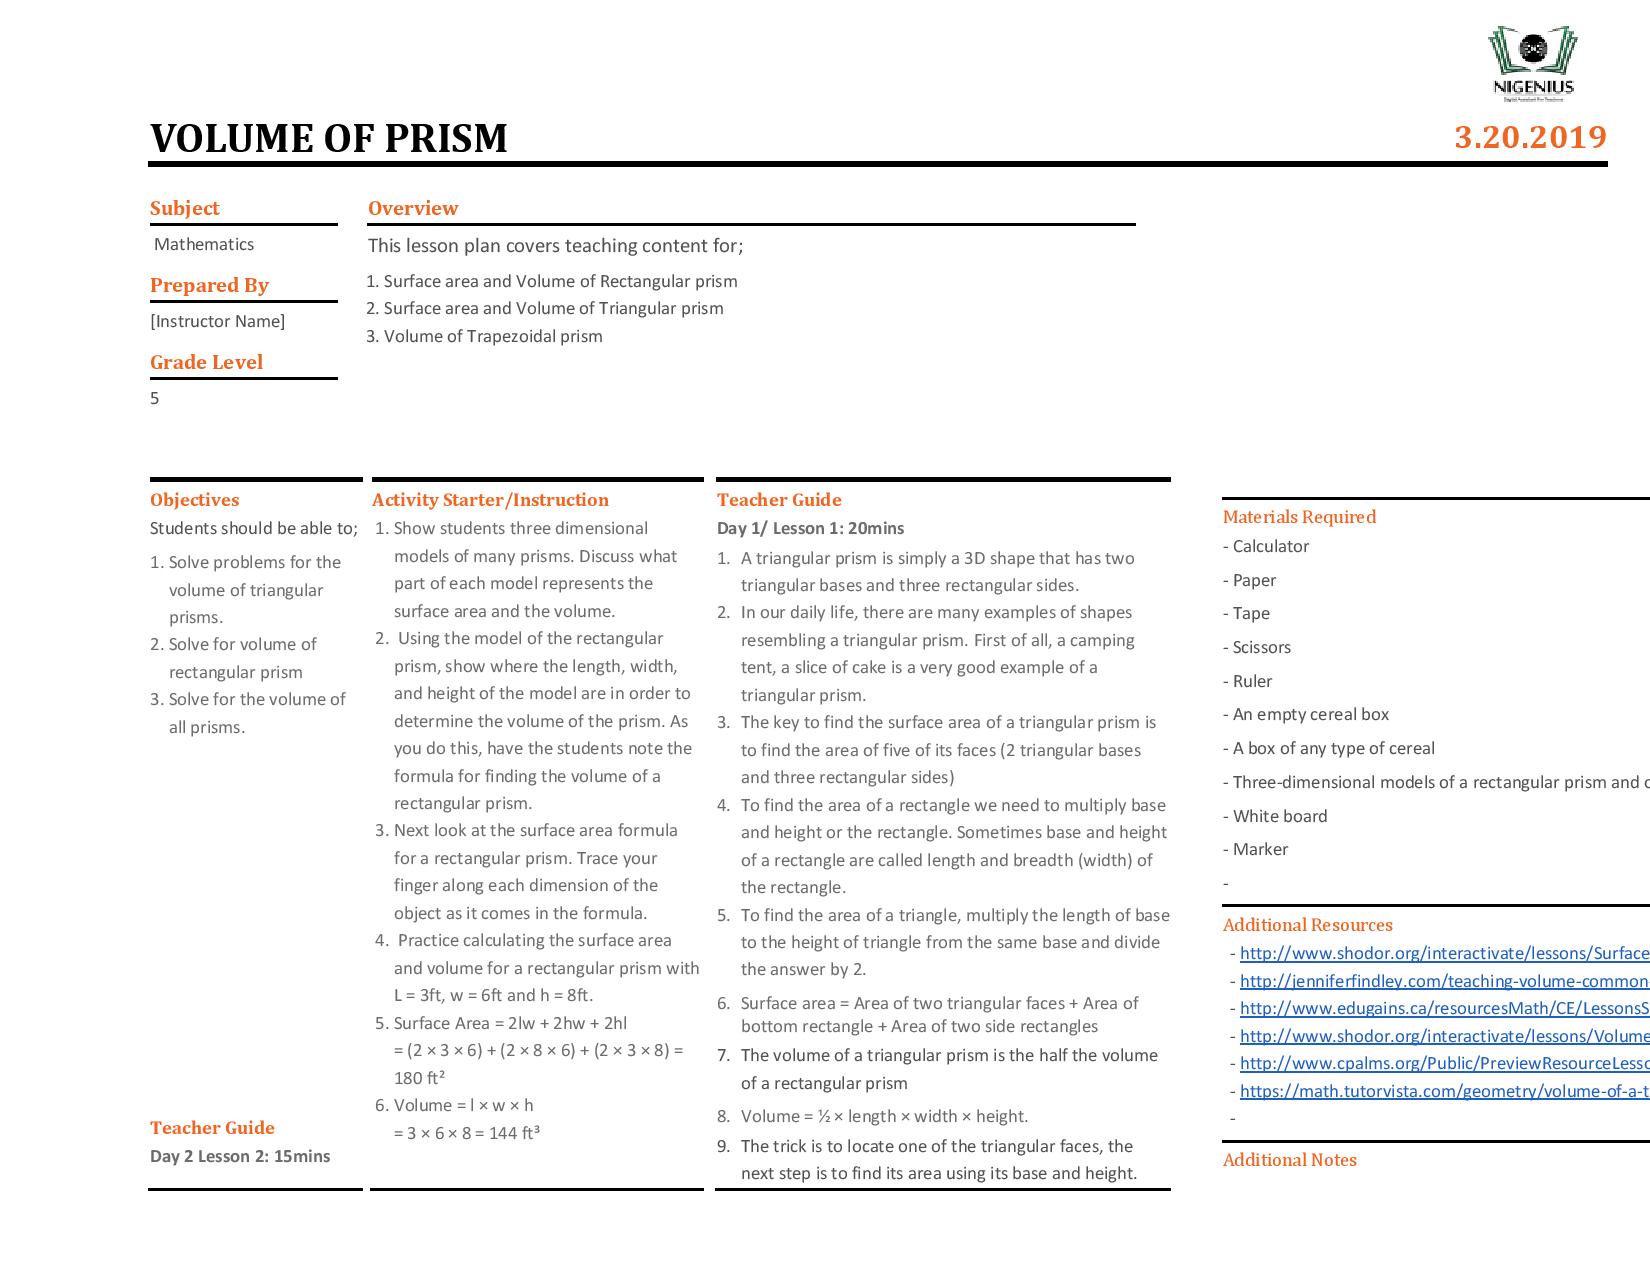 NIGENIUS
Digital Assistant For Teachers
VOLUME OF PRISM
3.20.2019
Subject
Mathematics
Prepared By
[Instructor Name]
Grade Level
5
Overview
This lesson plan covers teaching content for;
1. Surface area and Volume of Rectangular prism
2. Surface area and Volume of Triangular prism
3. Volume of Trapezoidal prism
Objectives
Students should be able to;
1. Solve problems for the
volume of triangular
prisms.
2. Solve for volume of
rectangular prism
3. Solve for the volume of
all prisms.
Teacher Guide
Day 2 Lesson 2: 15mins
Activity Starter/Instruction
1. Show students three dimensional
models of many prisms. Discuss what
part of each model represents the
surface area and the volume.
2. Using the model of the rectangular
prism, show where the length, width,
and height of the model are in order to
determine the volume of the prism. As
you do this, have the students note the
formula for finding the volume of a
rectangular prism.
3. Next look at the surface area formula
for a rectangular prism. Trace your
finger along each dimension of the
object as it comes in the formula.
4. Practice calculating the surface area
and volume for a rectangular prism with
L = 3ft, w = 6ft and h = 8ft.
5. Surface Area = 2lw + 2hw + 2hl
= (2 × 3 × 6) + (2 × 8 × 6) + (2 × 3 × 8) =
180 ft²
6. Volume = l × w × h
= 3 × 6 × 8 = 144 ft³
Teacher Guide
Day 1/ Lesson 1: 20mins
1. A triangular prism is simply a 3D shape that has two
triangular bases and three rectangular sides.
2. In our daily life, there are many examples of shapes
resembling a triangular prism. First of all, a camping
tent, a slice of cake is a very good example of a
triangular prism.
3. The key to find the surface area of a triangular prism is
to find the area of five of its faces (2 triangular bases
and three rectangular sides)
4. To find the area of a rectangle we need to multiply base
and height or the rectangle. Sometimes base and height
of a rectangle are called length and breadth (width) of
the rectangle.
5. To find the area of a triangle, multiply the length of base
to the height of triangle from the same base and divide
the answer by 2.
6. Surface area = Area of two triangular faces + Area of
bottom rectangle + Area of two side rectangles
7. The volume of a triangular prism is the half the volume
of a rectangular prism
8. Volume = ½ × length × width × height.
9. The trick is to locate one of the triangular faces, the
next step is to find its area using its base and height.
Materials Required
- Calculator
- Paper
- Tape
- Scissors
- Ruler
- An empty cereal box
- A box of any type of cereal
- Three-dimensional models of a rectangular prism and
- White board
- Marker
-
Additional Resources
- http://www.shodor.org/interactivate/lessons/Surface
- http://jenniferfindley.com/teaching-volume-common-
- http://www.edugains.ca/resourcesMath/CE/LessonsS
- http://www.shodor.org/interactivate/lessons/Volume
- http://www.cpalms.org/Public/PreviewResourceLesso
- https://math.tutorvista.com/geometry/volume-of-a-t
-
Additional Notes